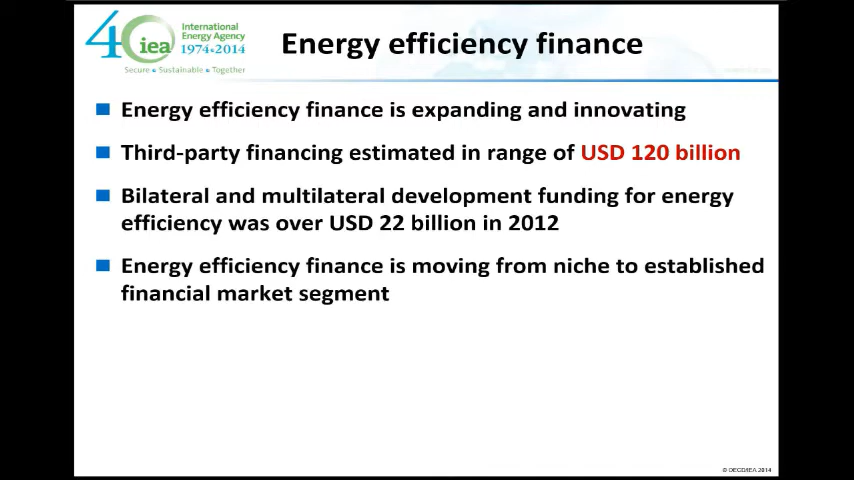 4 iea
International
Energy Agency
1974•2014
Secure • Sustainable • Together
Energy efficiency finance
Energy efficiency finance is expanding and innovating
Third-party financing estimated in range of USD 120 billion
Bilateral and multilateral development funding for energy
efficiency was over USD 22 billion in 2012
Energy efficiency finance is moving from niche to established
financial market segment
© OECD/IEA 2014